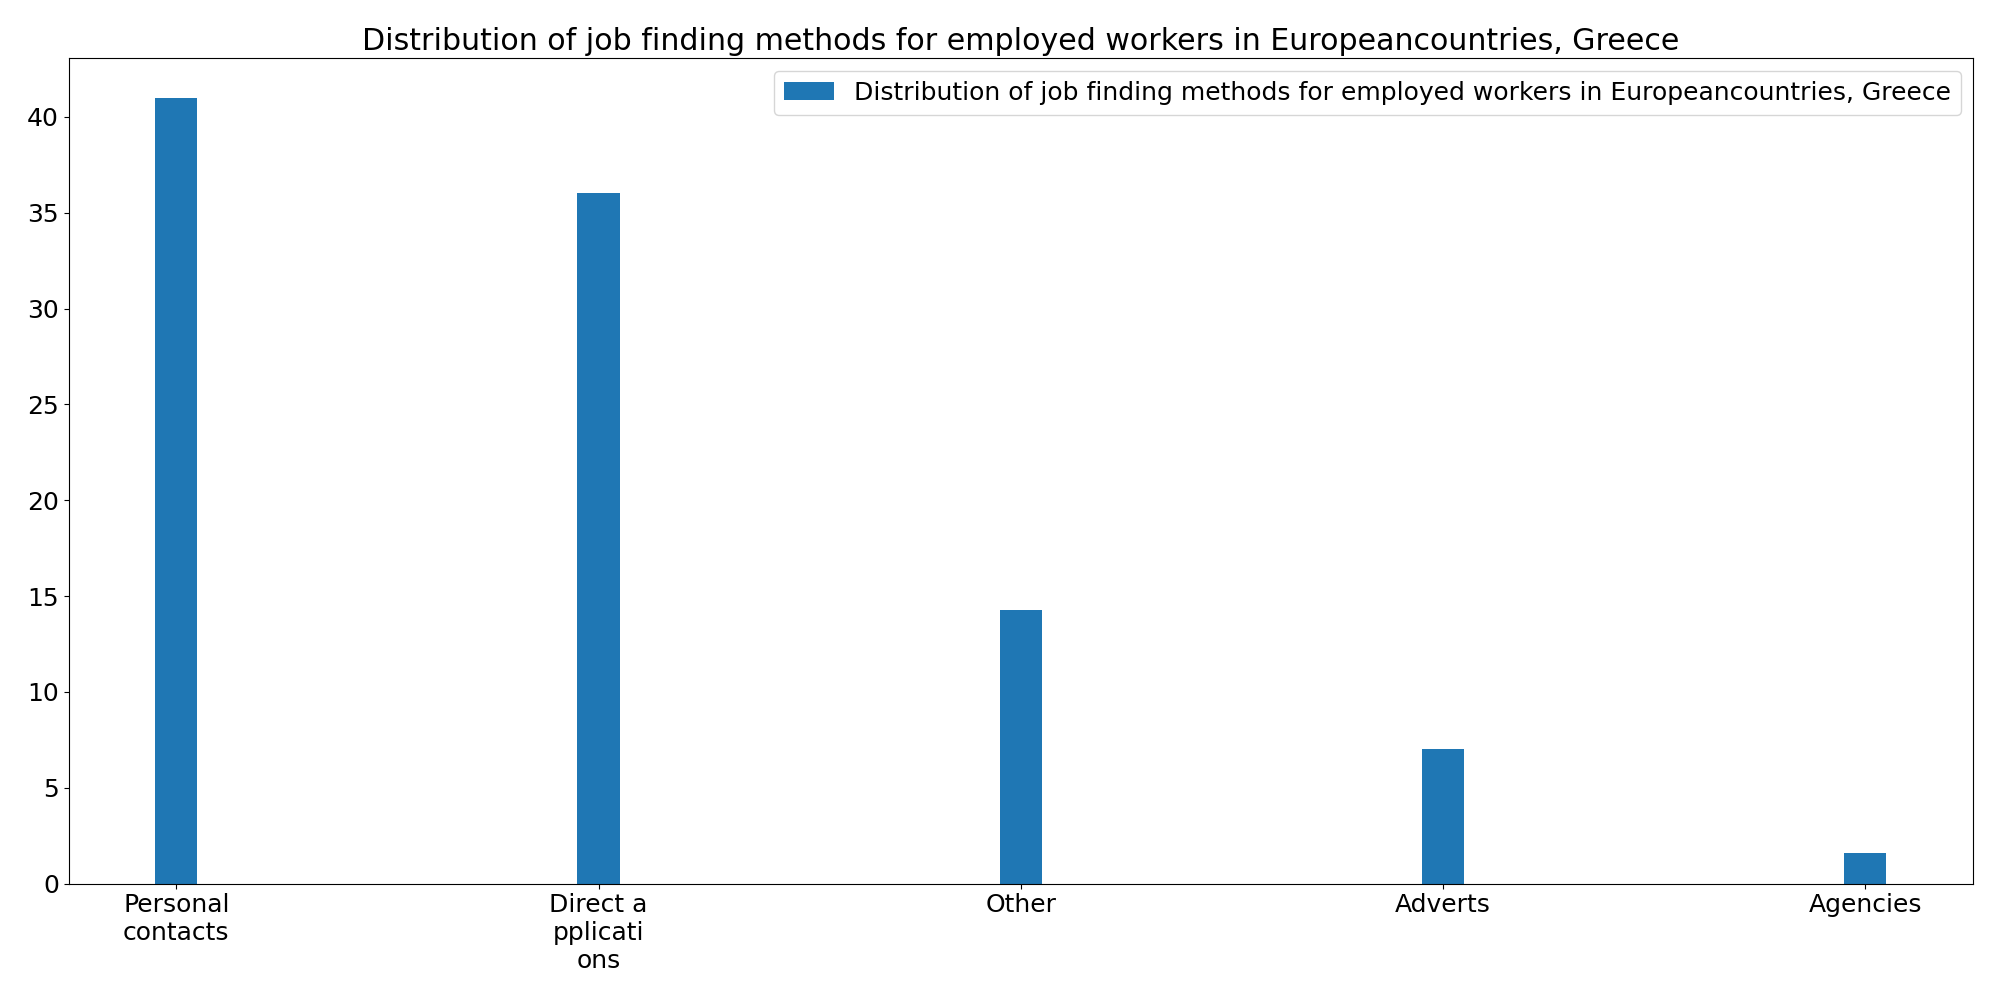 Distribution of job finding methods for employed workers in Europeancountries, Greece
Distribution of job finding methods for employed workers in Europeancountries, Greece
40
35
30
25
20
15
10
5
0
Personal
contacts
Direct a
pplicati
ons
Other
Adverts
Agencies